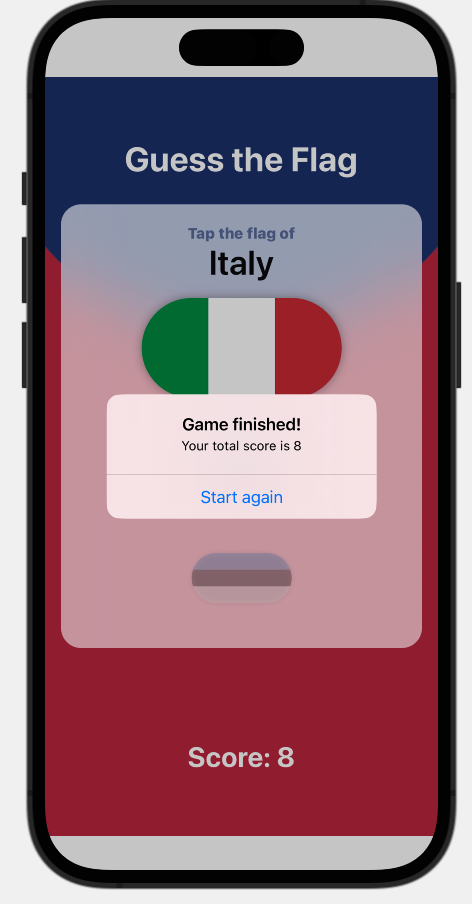 Guess the Flag
Tap the flag of
Italy
Game finished!
Your total score is 8
Start again
Score: 8